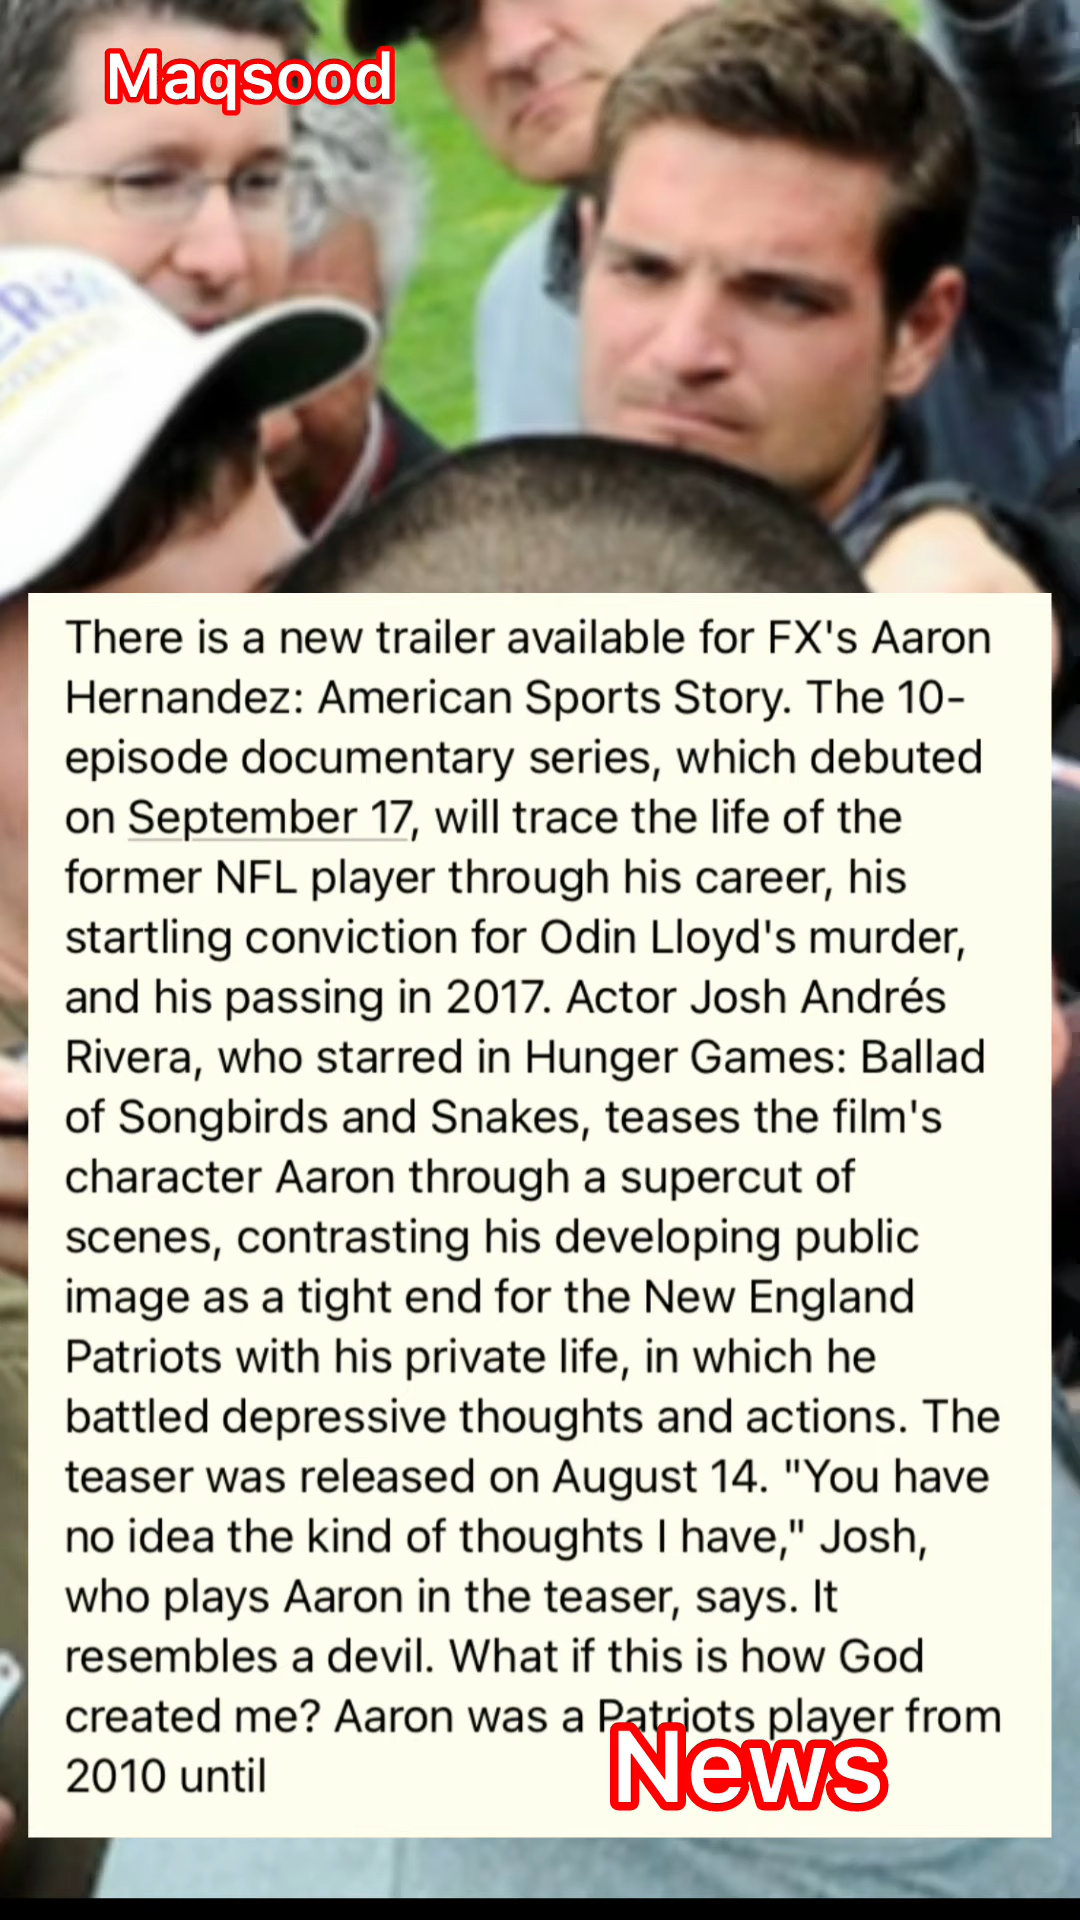 Maqsood
There is a new trailer available for FX's Aaron
Hernandez: American Sports Story. The 10-
episode documentary series, which debuted
on September 17, will trace the life of the
former NFL player through his career, his
startling conviction for Odin Lloyd's murder,
and his passing in 2017. Actor Josh Andrés
Rivera, who starred in Hunger Games: Ballad
of Songbirds and Snakes, teases the film's
character Aaron through a supercut of
scenes, contrasting his developing public
image as a tight end for the New England
Patriots with his private life, in which he
battled depressive thoughts and actions. The
teaser was released on August 14. "You have
no idea the kind of thoughts I have," Josh,
who plays Aaron in the teaser, says. It
resembles a devil. What if this is how God
created me? Aaron was a Patriots player from
2010 until
News